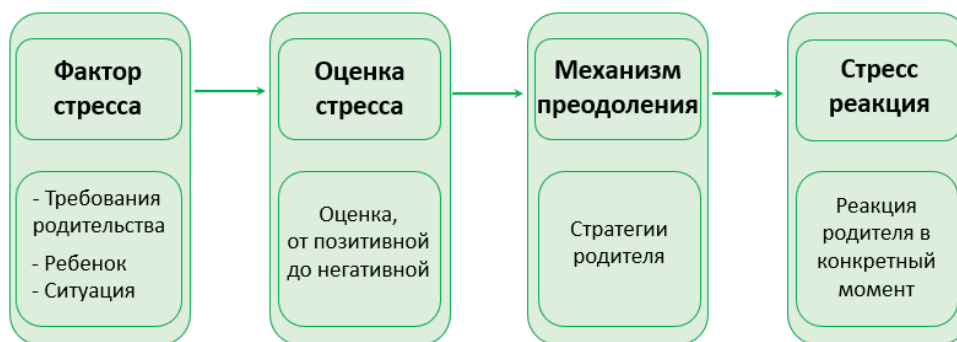 Фактор
стресса
- Требования
родительства
- Ребенок
- Ситуация
Оценка
стресса
Оценка,
от позитивной
до негативной
Механизм
преодоления
Стратегии
родителя
Стресс
реакция
Реакция
родителя в
конкретный
момент